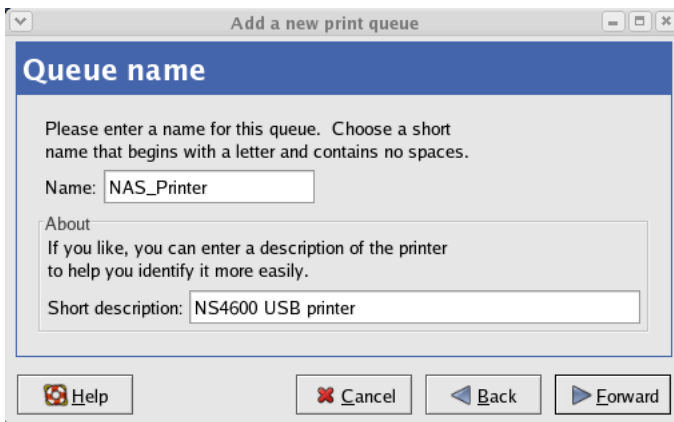 Add a new print queue
Queue name
Please enter a name for this queue.  Choose a short
name that begins with a letter and contains no spaces.
Name: NAS_Printer
About
If you like, you can enter a description of the printer
to help you identify it more easily.
Short description: NS4600 USB printer
Help Cancel Back Forward